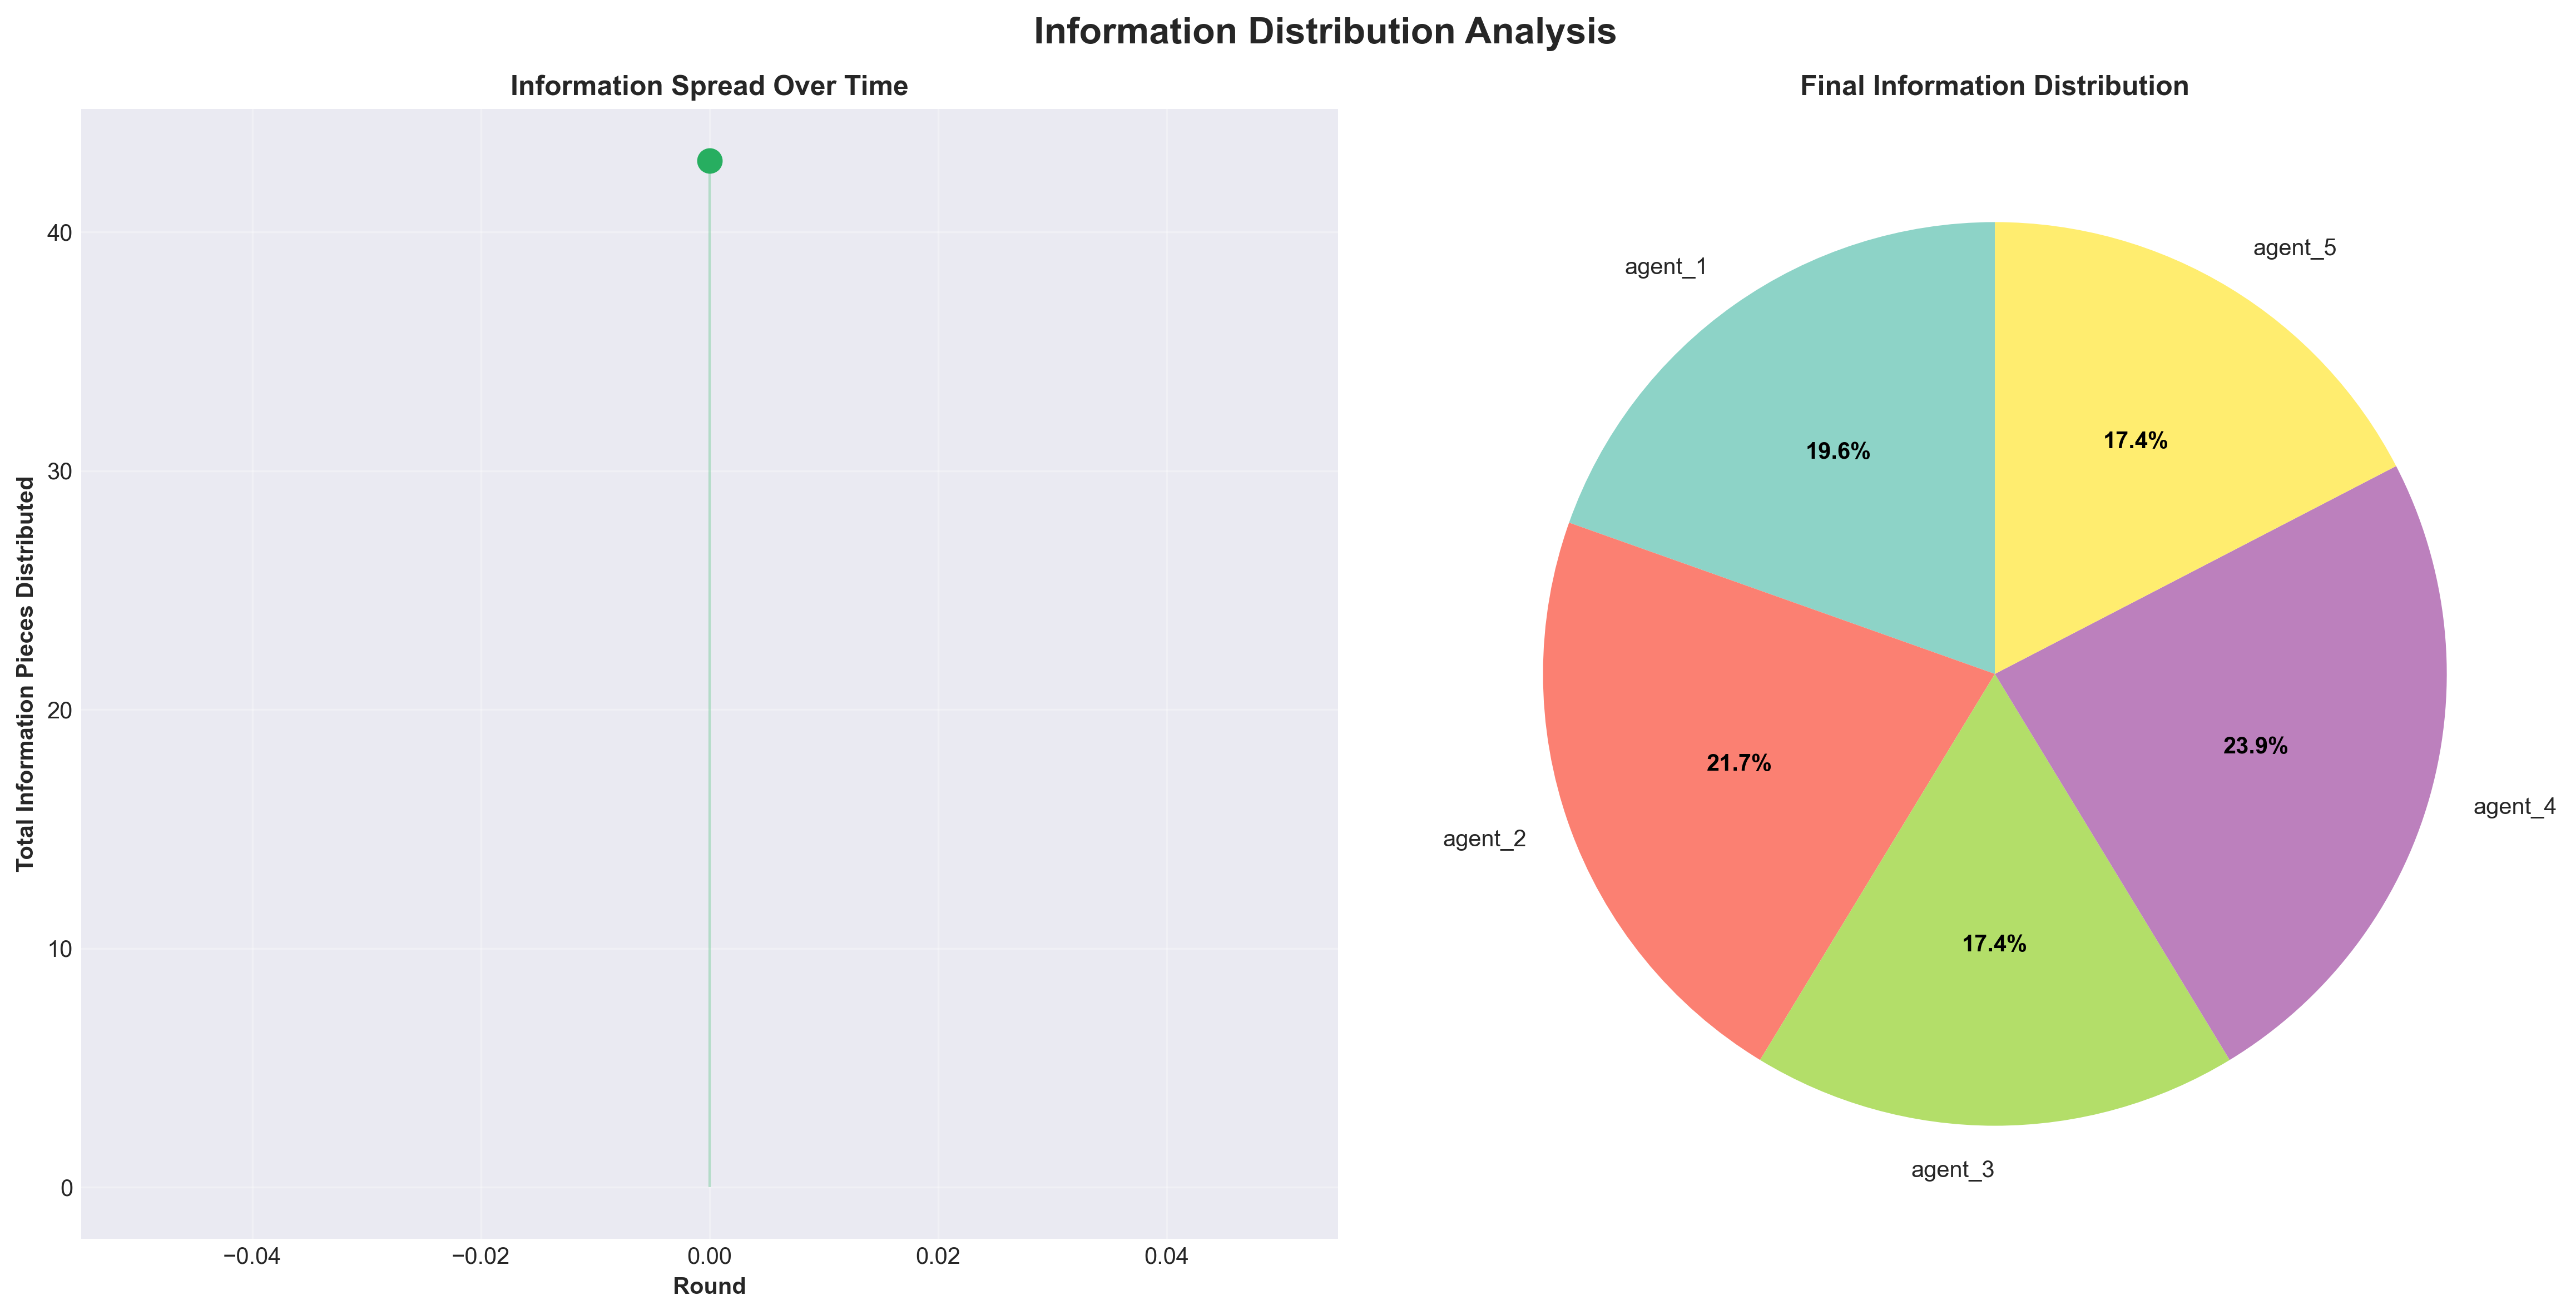 Information Distribution Analysis
Information Spread Over Time
Total Information Pieces Distributed
40
30
20
10
0
−0.04
−0.02
0.00
0.02
0.04
Round
Final Information Distribution
agent_1
agent_5
19.6%
17.4%
21.7%
23.9%
agent_2
agent_4
17.4%
agent_3